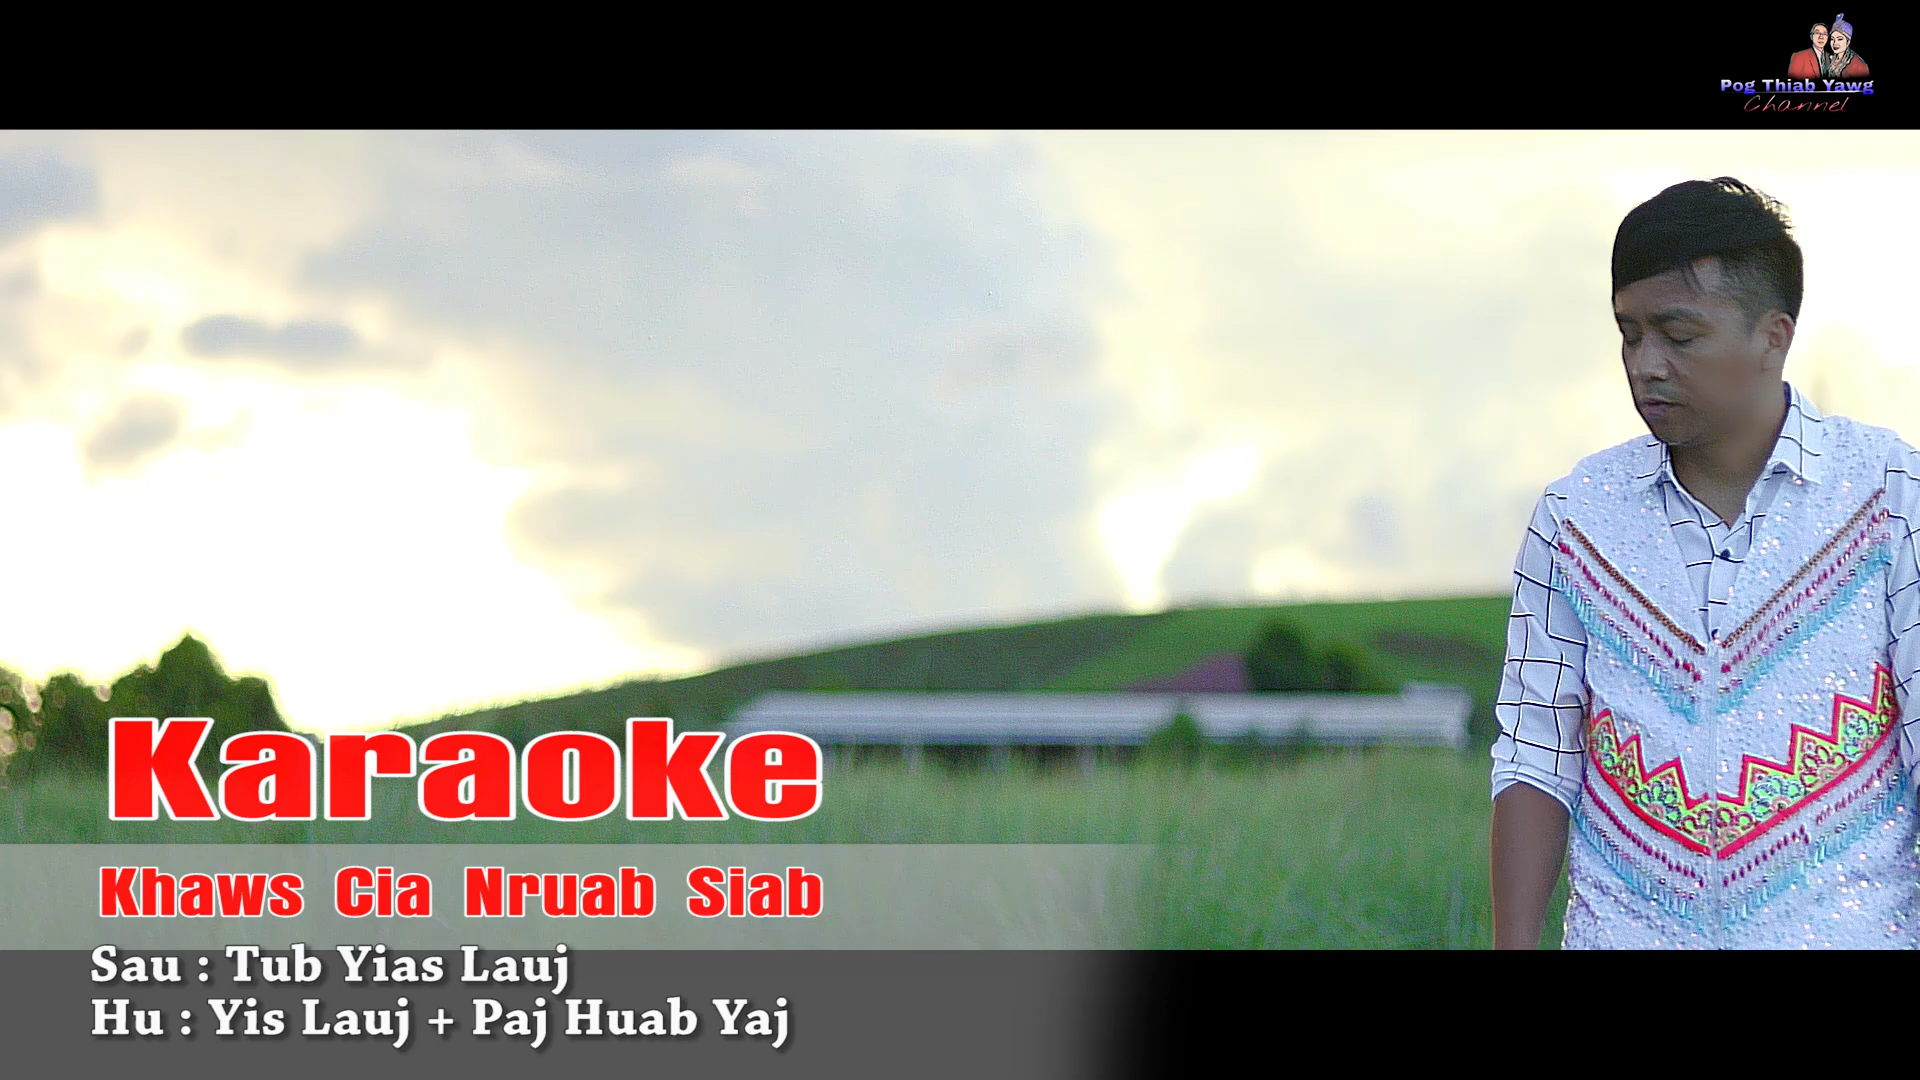 Pog Thiab Yawg
Channel
Karaoke
Khaws Cia Nruab Siab
Sau : Tub Yias Lauj
Hu : Yis Lauj + Paj Huab Yaj